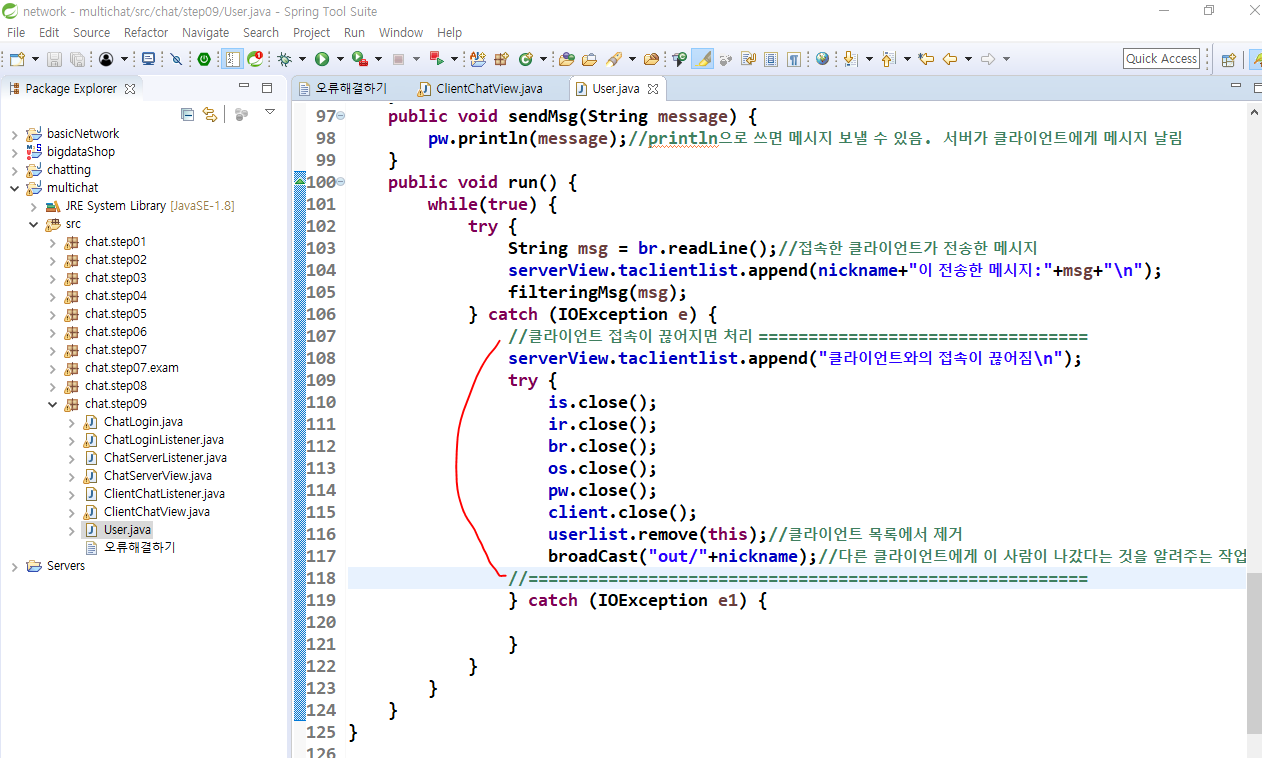 network - multichat/src/chat/step09/User.java - Spring Tool Suite
File Edit Source Refactor Navigate Search Project Run Window Help
Quick Access
Package Explorer
오류해결하기 ClientChatView.java User.java
basicNetwork
bigdataShop
chatting
multichat
JRE System Library [JavaSE-1.8]
src
chat.step01
chat.step02
chat.step03
chat.step04
chat.step05
chat.step06
chat.step07
chat.step07.exam
chat.step08
chat.step09
ChatLogin.java
ChatLoginListener.java
ChatServerListener.java
ChatServerView.java
ClientChatListener.java
ClientChatView.java
User.java
오류해결하기
Servers
97 public void sendMsg(String message) {
98 pw.println(message);//println으로 쓰면 메시지 보낼 수 있음. 서버가 클라이언트에게 메시지 날림
99 }
100 public void run() {
101 while(true) {
102 try {
103 String msg = br.readLine();//접속한 클라이언트가 전송한 메시지
104 serverView.taclientlist.append(nickname+"이 전송한 메시지:"+msg+"\n");
105 filteringMsg(msg);
106 } catch (IOException e) {
107 //클라이언트 접속이 끊어지면 처리 =================================
108 serverView.taclientlist.append("클라이언트와의 접속이 끊어짐\n");
109 try {
110 is.close();
111 ir.close();
112 br.close();
113 os.close();
114 pw.close();
115 client.close();
116 userlist.remove(this);//클라이언트 목록에서 제거
117 broadCast("out/"+nickname);//다른 클라이언트에게 이 사람이 나갔다는 것을 알려주는 작업
118 //========================================================
119 } catch (IOException e1) {
120
121 }
122 }
123 }
124 }
125 }
126